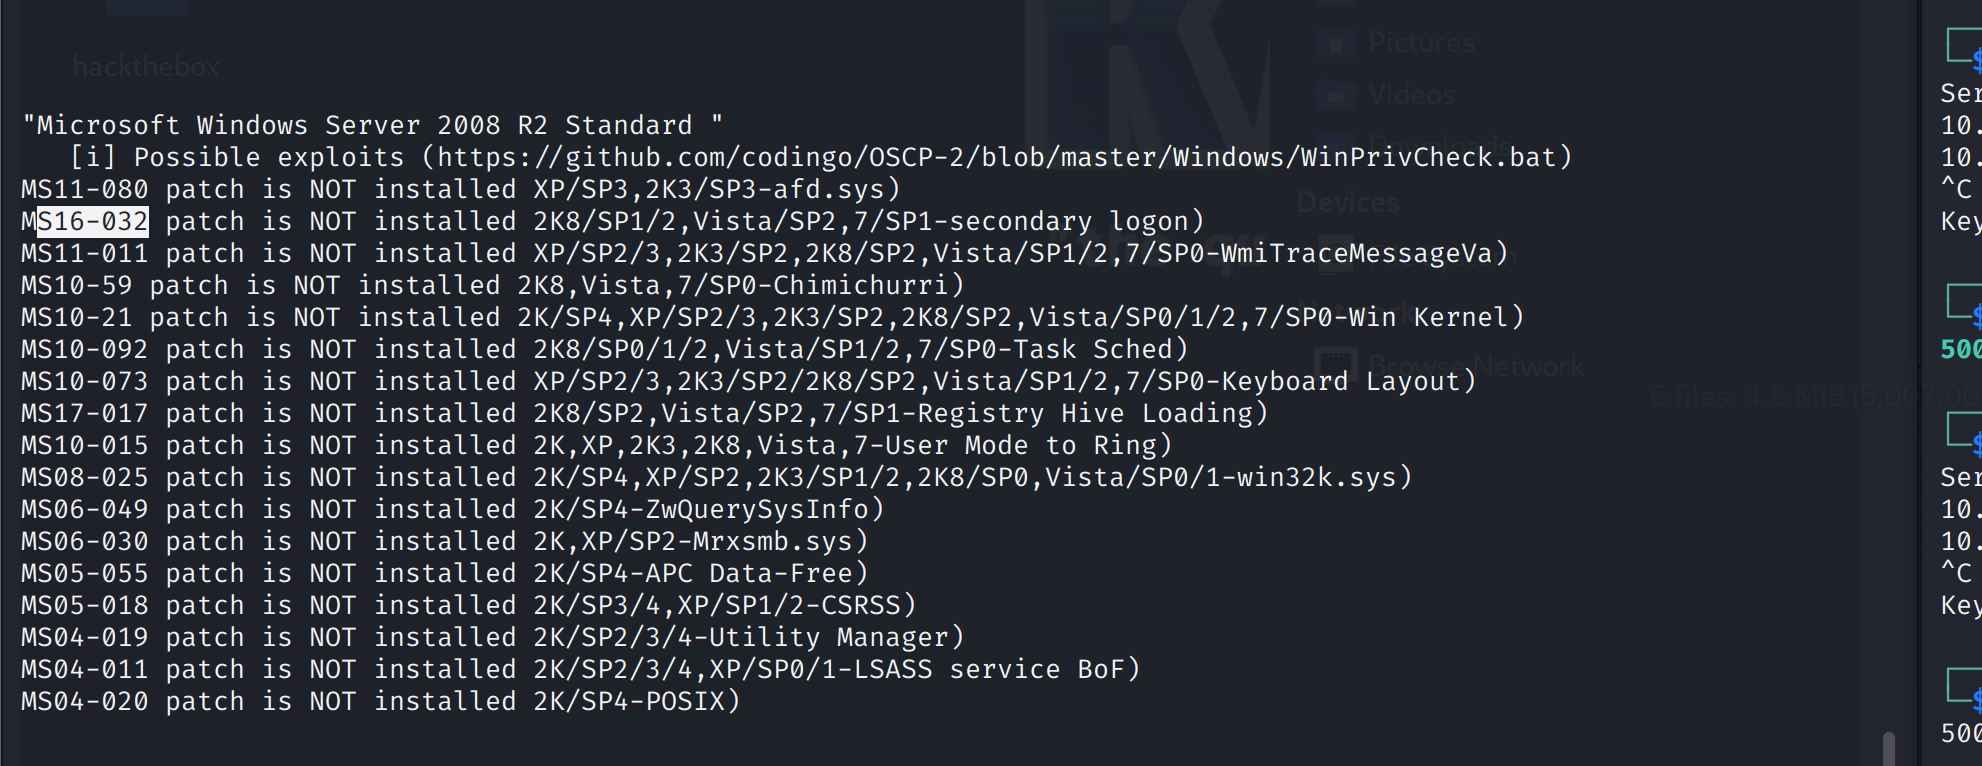 hackthebox
Pictures
Videos
Downloads
"Microsoft Windows Server 2008 R2 Standard "
[i] Possible exploits (https://github.com/codingo/OSCP-2/blob/master/Windows/WinPrivCheck.bat)
MS11-080 patch is NOT installed XP/SP3,2K3/SP3-afd.sys)
MS16-032 patch is NOT installed 2K8/SP1/2,Vista/SP2,7/SP1-secondary logon)
MS11-011 patch is NOT installed XP/SP2/3,2K3/SP2,2K8/SP2,Vista/SP1/2,7/SP0-WmiTraceMessageVa)
MS10-59 patch is NOT installed 2K8,Vista,7/SP0-Chimichurri)
MS10-21 patch is NOT installed 2K/SP4,XP/SP2/3,2K3/SP2,2K8/SP2,Vista/SP0/1/2,7/SP0-Win Kernel)
MS10-092 patch is NOT installed 2K8/SP0/1/2,Vista/SP1/2,7/SP0-Task Sched)
MS10-073 patch is NOT installed XP/SP2/3,2K3/SP2/2K8/SP2,Vista/SP1/2,7/SP0-Keyboard Layout)
MS17-017 patch is NOT installed 2K8/SP2,Vista/SP2,7/SP1-Registry Hive Loading)
MS10-015 patch is NOT installed 2K,XP,2K3,2K8,Vista,7-User Mode to Ring)
MS08-025 patch is NOT installed 2K/SP4,XP/SP2,2K3/SP1/2,2K8/SP0,Vista/SP0/1-win32k.sys)
MS06-049 patch is NOT installed 2K/SP4-ZwQuerySysInfo)
MS06-030 patch is NOT installed 2K,XP/SP2-Mrxsmb.sys)
MS05-055 patch is NOT installed 2K/SP4-APC Data-Free)
MS05-018 patch is NOT installed 2K/SP3/4,XP/SP1/2-CSRSS)
MS04-019 patch is NOT installed 2K/SP2/3/4-Utility Manager)
MS04-011 patch is NOT installed 2K/SP2/3/4,XP/SP0/1-LSASS service BoF)
MS04-020 patch is NOT installed 2K/SP4-POSIX)
Devices
Browse Network
6 files: 4.8 MiB (5,007,00
$
Ser
10.
10.
^C
Key
$
500
$
Ser
10.
10.
^C
Key
$
500